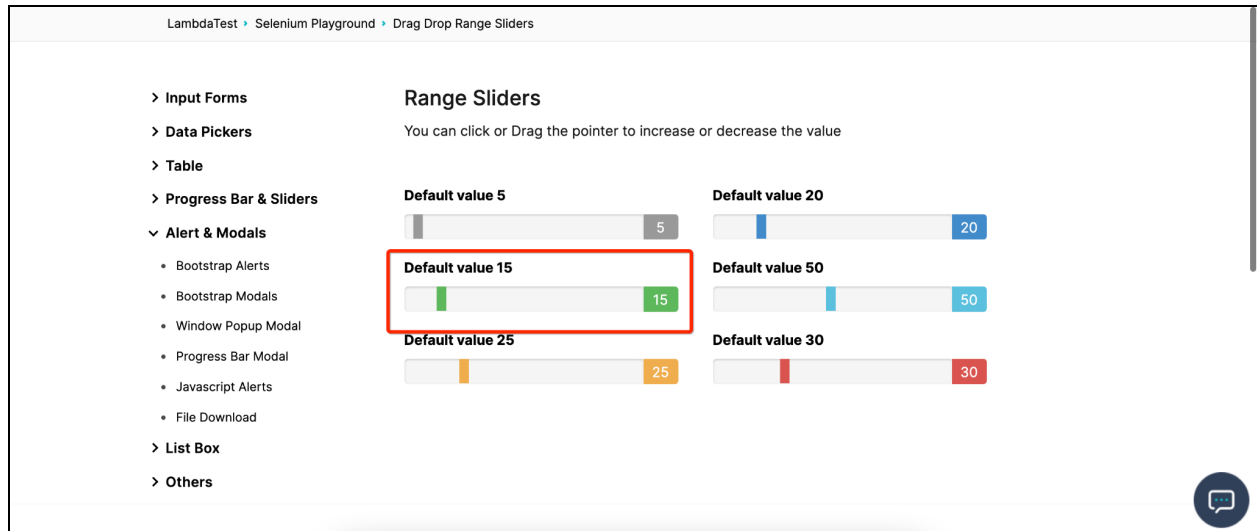 LambdaTest › Selenium Playground › Drag Drop Range Sliders
Input Forms
Data Pickers
Table
Progress Bar & Sliders
Alert & Modals
Bootstrap Alerts
Bootstrap Modals
Window Popup Modal
Progress Bar Modal
Javascript Alerts
File Download
List Box
Others
Range Sliders
You can click or Drag the pointer to increase or decrease the value
Default value 5
5
Default value 20
20
Default value 15
15
Default value 50
50
Default value 25
25
Default value 30
30